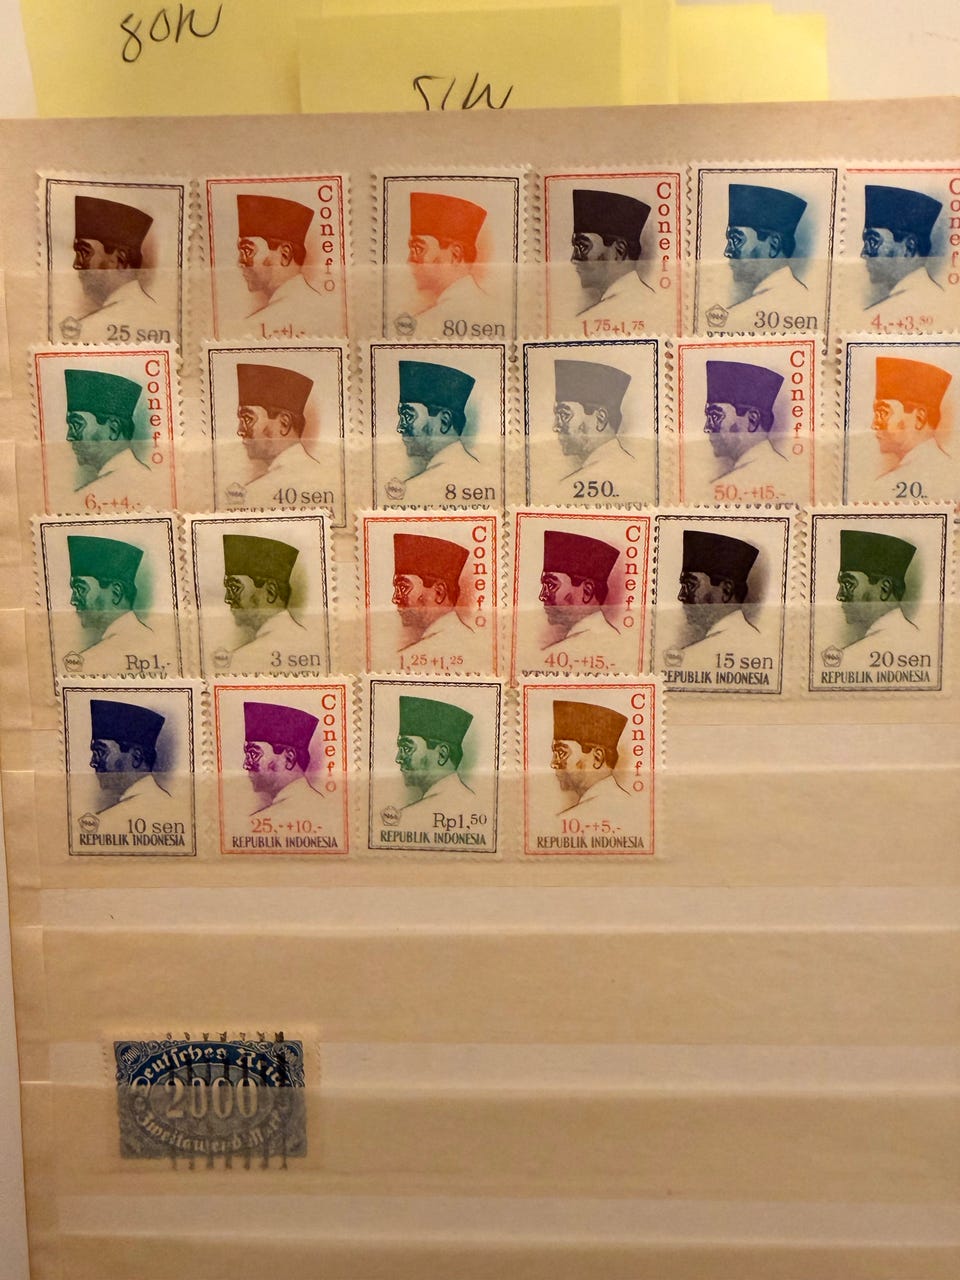 80W
51W
25 sen
Conefo
1.-+1.-
80 sen
Conefo
1,75+1,75
30 sen
Conefo
4,-+3,50
Conefo
6,-+4,-
40 sen
8 sen
250..
Conefo
50,-+15,-
20..
Rp1,-
3 sen
Conefo
1,25+1,25
Conefo
40,-+15,-
15 sen
REPUBLIK INDONESIA
20 sen
REPUBLIK INDONESIA
10 sen
REPUBLIK INDONESIA
Conefo
25,-+10,-
REPUBLIK INDONESIA
Rp1,50
REPUBLIK INDONESIA
Conefo
10,-+5,-
REPUBLIK INDONESIA
Deutsches Reich
2000
Zweitausend Mark